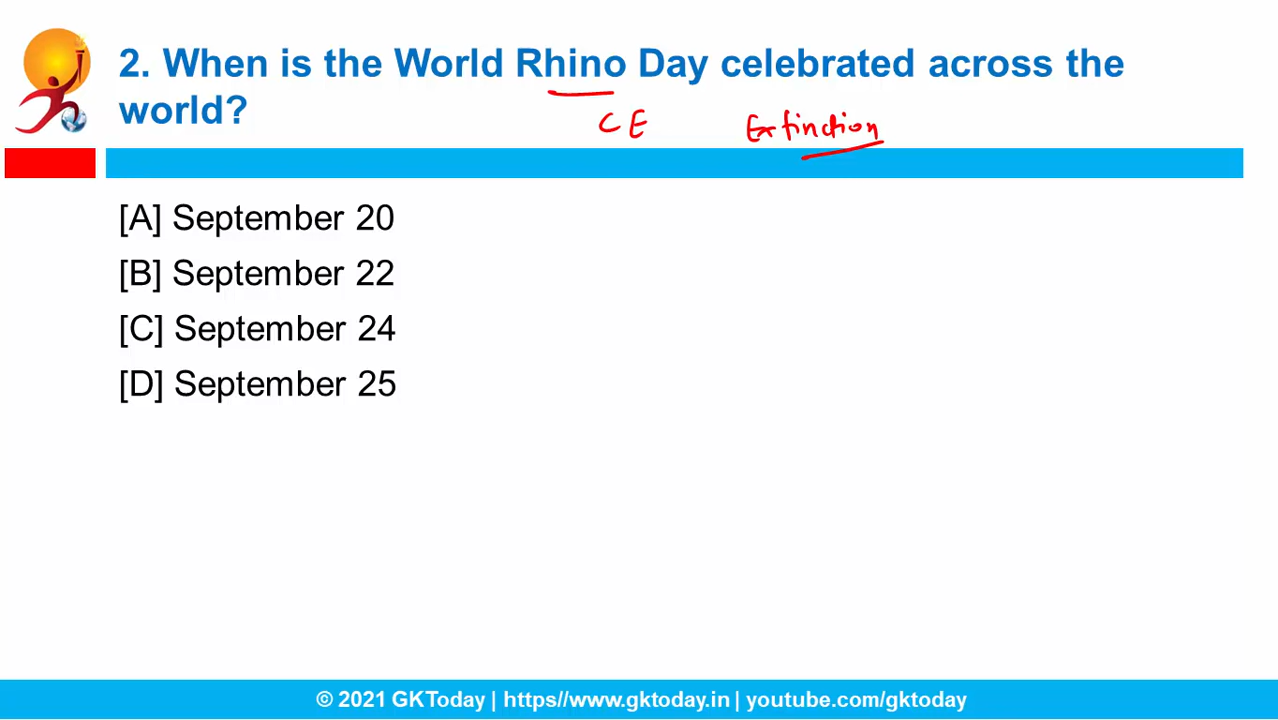 2. When is the World Rhino Day celebrated across the
world?
CE Extinction
[A] September 20
[B] September 22
[C] September 24
[D] September 25
© 2021 GKToday | https//www.gktoday.in | youtube.com/gktoday